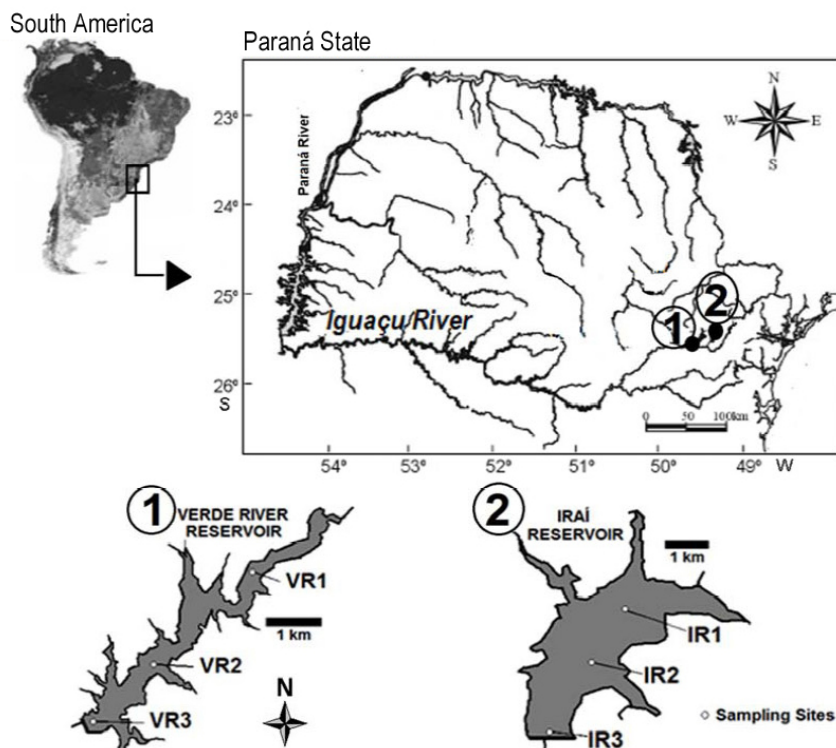 South America
Paraná State
N
W
E
S
23º
24º
25º
26º
S
Paraná River
Iguaçu River
1
2
0 50 100km
54º 53º 52º 51º 50º 49º W
1
VERDE RIVER
RESERVOIR
VR1
1 km
VR2
VR3
N
2
IRAÍ
RESERVOIR
1 km
IR1
IR2
IR3
Sampling Sites